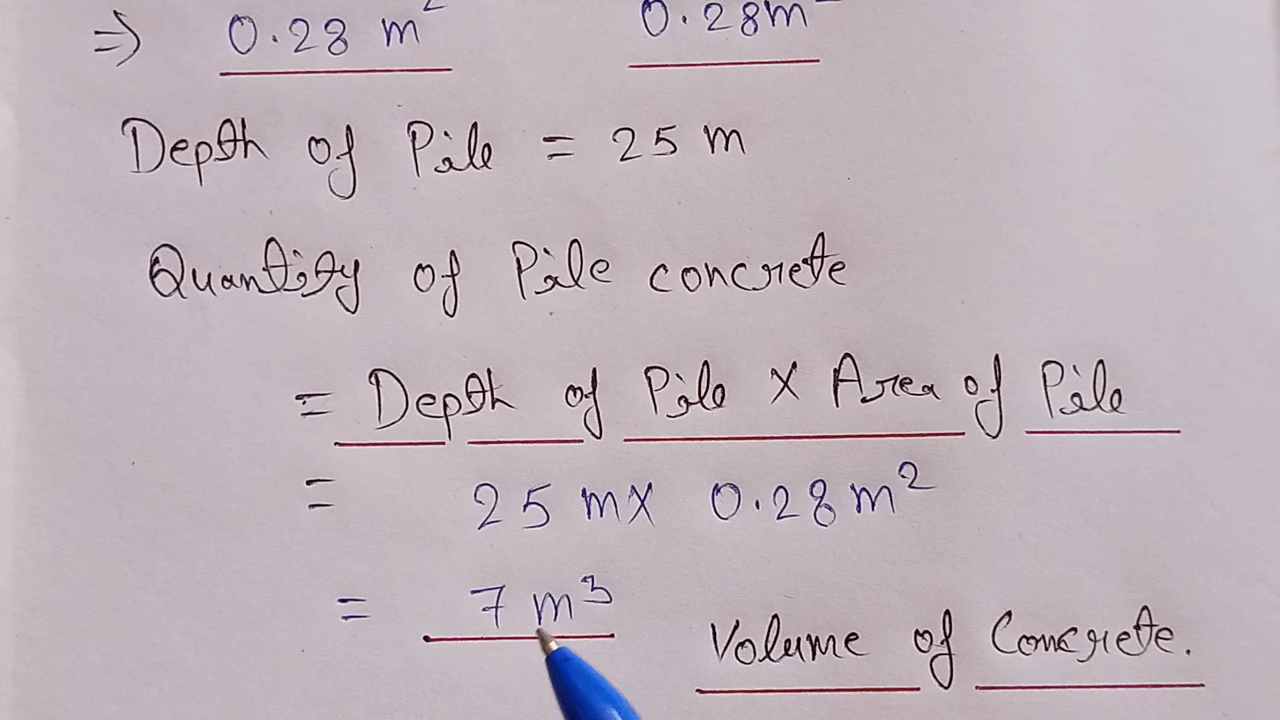 ⇒ 0.28 m² 0.28m²
Depth of Pile = 25 m
Quantity of Pile concrete
= Depth of Pile X Area of Pile
= 25 m X 0.28 m²
= 7 m³ Volume of Concrete.